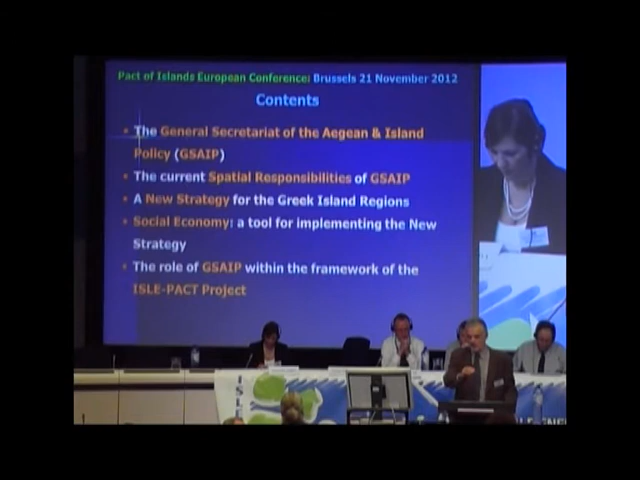 Pact of Islands European Conference: Brussels 21 November 2012
Contents
• The General Secretariat of the Aegean & Island
Policy (GSAIP)
• The current Spatial Responsibilities of GSAIP
• A New Strategy for the Greek Island Regions
• Social Economy: a tool for implementing the New
Strategy
• The role of GSAIP within the framework of the
ISLE-PACT Project